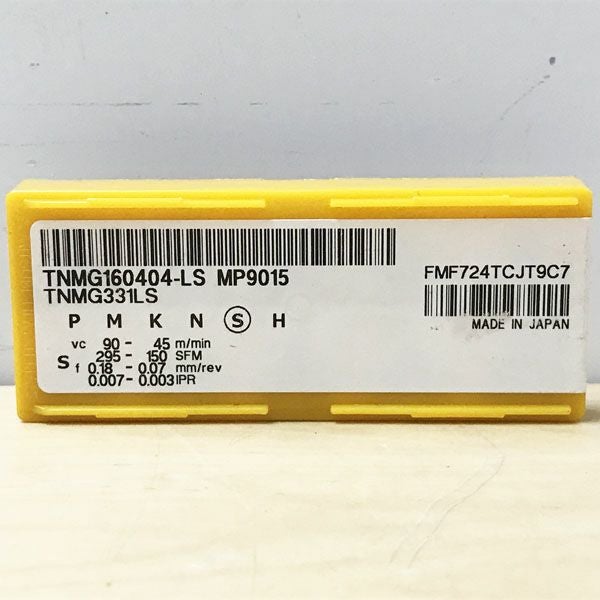 TNMG160404-LS MP9015
TNMG331LS
FMF724TCJT9C7
MADE IN JAPAN
P M K N S H
S
vc 90 - 45 m/min
295 - 150 SFM
f 0.18 - 0.07 mm/rev
0.007 - 0.003 IPR